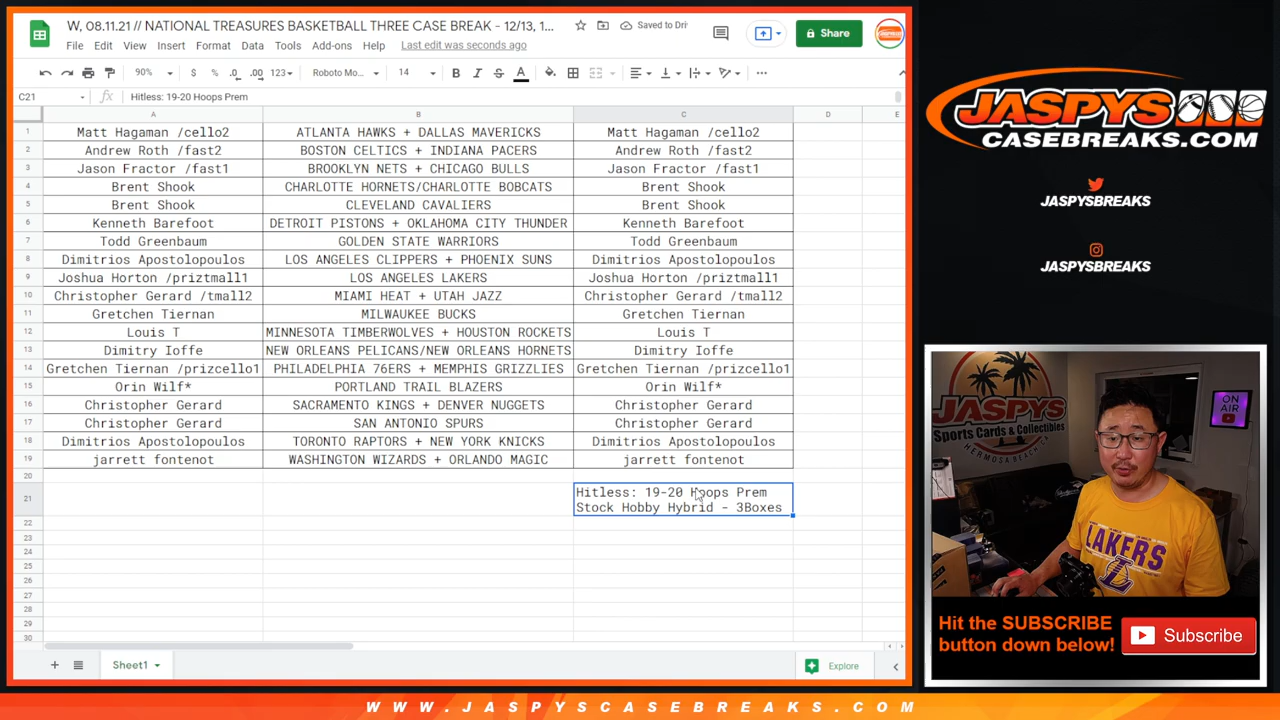 W, 08.11.21 // NATIONAL TREASURES BASKETBALL THREE CASE BREAK - 12/13, 1...
Saved to Dri
Share
File Edit View Insert Format Data Tools Add-ons Help Last edit was seconds ago
90% $ % .0 .00 123 Roboto Mo... 14 B I S A
C21 fx Hitless: 19-20 Hoops Prem
A B C D E
1 Matt Hagaman /cello2 ATLANTA HAWKS + DALLAS MAVERICKS Matt Hagaman /cello2
2 Andrew Roth /fast2 BOSTON CELTICS + INDIANA PACERS Andrew Roth /fast2
3 Jason Fractor /fast1 BROOKLYN NETS + CHICAGO BULLS Jason Fractor /fast1
4 Brent Shook CHARLOTTE HORNETS/CHARLOTTE BOBCATS Brent Shook
5 Brent Shook CLEVELAND CAVALIERS Brent Shook
6 Kenneth Barefoot DETROIT PISTONS + OKLAHOMA CITY THUNDER Kenneth Barefoot
7 Todd Greenbaum GOLDEN STATE WARRIORS Todd Greenbaum
8 Dimitrios Apostolopoulos LOS ANGELES CLIPPERS + PHOENIX SUNS Dimitrios Apostolopoulos
9 Joshua Horton /priztmall1 LOS ANGELES LAKERS Joshua Horton /priztmall1
10 Christopher Gerard /tmall2 MIAMI HEAT + UTAH JAZZ Christopher Gerard /tmall2
11 Gretchen Tiernan MILWAUKEE BUCKS Gretchen Tiernan
12 Louis T MINNESOTA TIMBERWOLVES + HOUSTON ROCKETS Louis T
13 Dimitry Ioffe NEW ORLEANS PELICANS/NEW ORLEANS HORNETS Dimitry Ioffe
14 Gretchen Tiernan /prizcello1 PHILADELPHIA 76ERS + MEMPHIS GRIZZLIES Gretchen Tiernan /prizcello1
15 Orin Wilf* PORTLAND TRAIL BLAZERS Orin Wilf*
16 Christopher Gerard SACRAMENTO KINGS + DENVER NUGGETS Christopher Gerard
17 Christopher Gerard SAN ANTONIO SPURS Christopher Gerard
18 Dimitrios Apostolopoulos TORONTO RAPTORS + NEW YORK KNICKS Dimitrios Apostolopoulos
19 jarrett fontenot WASHINGTON WIZARDS + ORLANDO MAGIC jarrett fontenot
20
21 Hitless: 19-20 Hoops Prem
Stock Hobby Hybrid - 3Boxes
22
23
24
25
26
27
28
29
30
Sheet1
Explore
JASPYS
CASEBREAKS.COM
JASPYSBREAKS
JASPYSBREAKS
JASPYS
Sports Cards & Collectibles
HERMOSA BEACH, CA
ON
AIR
LAKERS
L
Hit the SUBSCRIBE
button down below!
Subscribe
WWW.JASPYSCASEBREAKS.COM